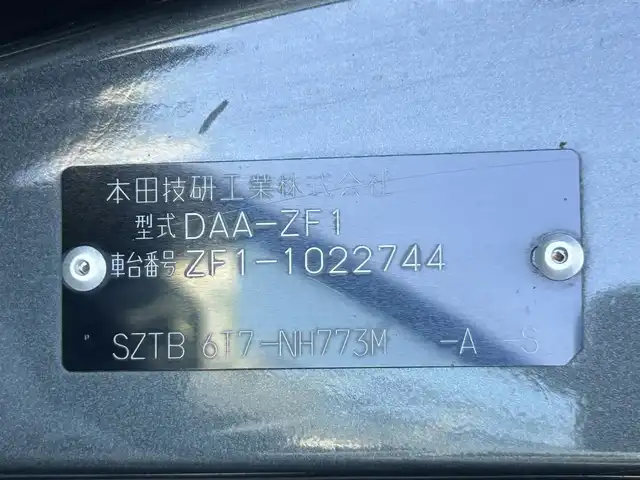 本田技研工業株式会社
型式 DAA-ZF1
車台番号 ZF1-1022744
SZTB 6T7-NH773M -A -S